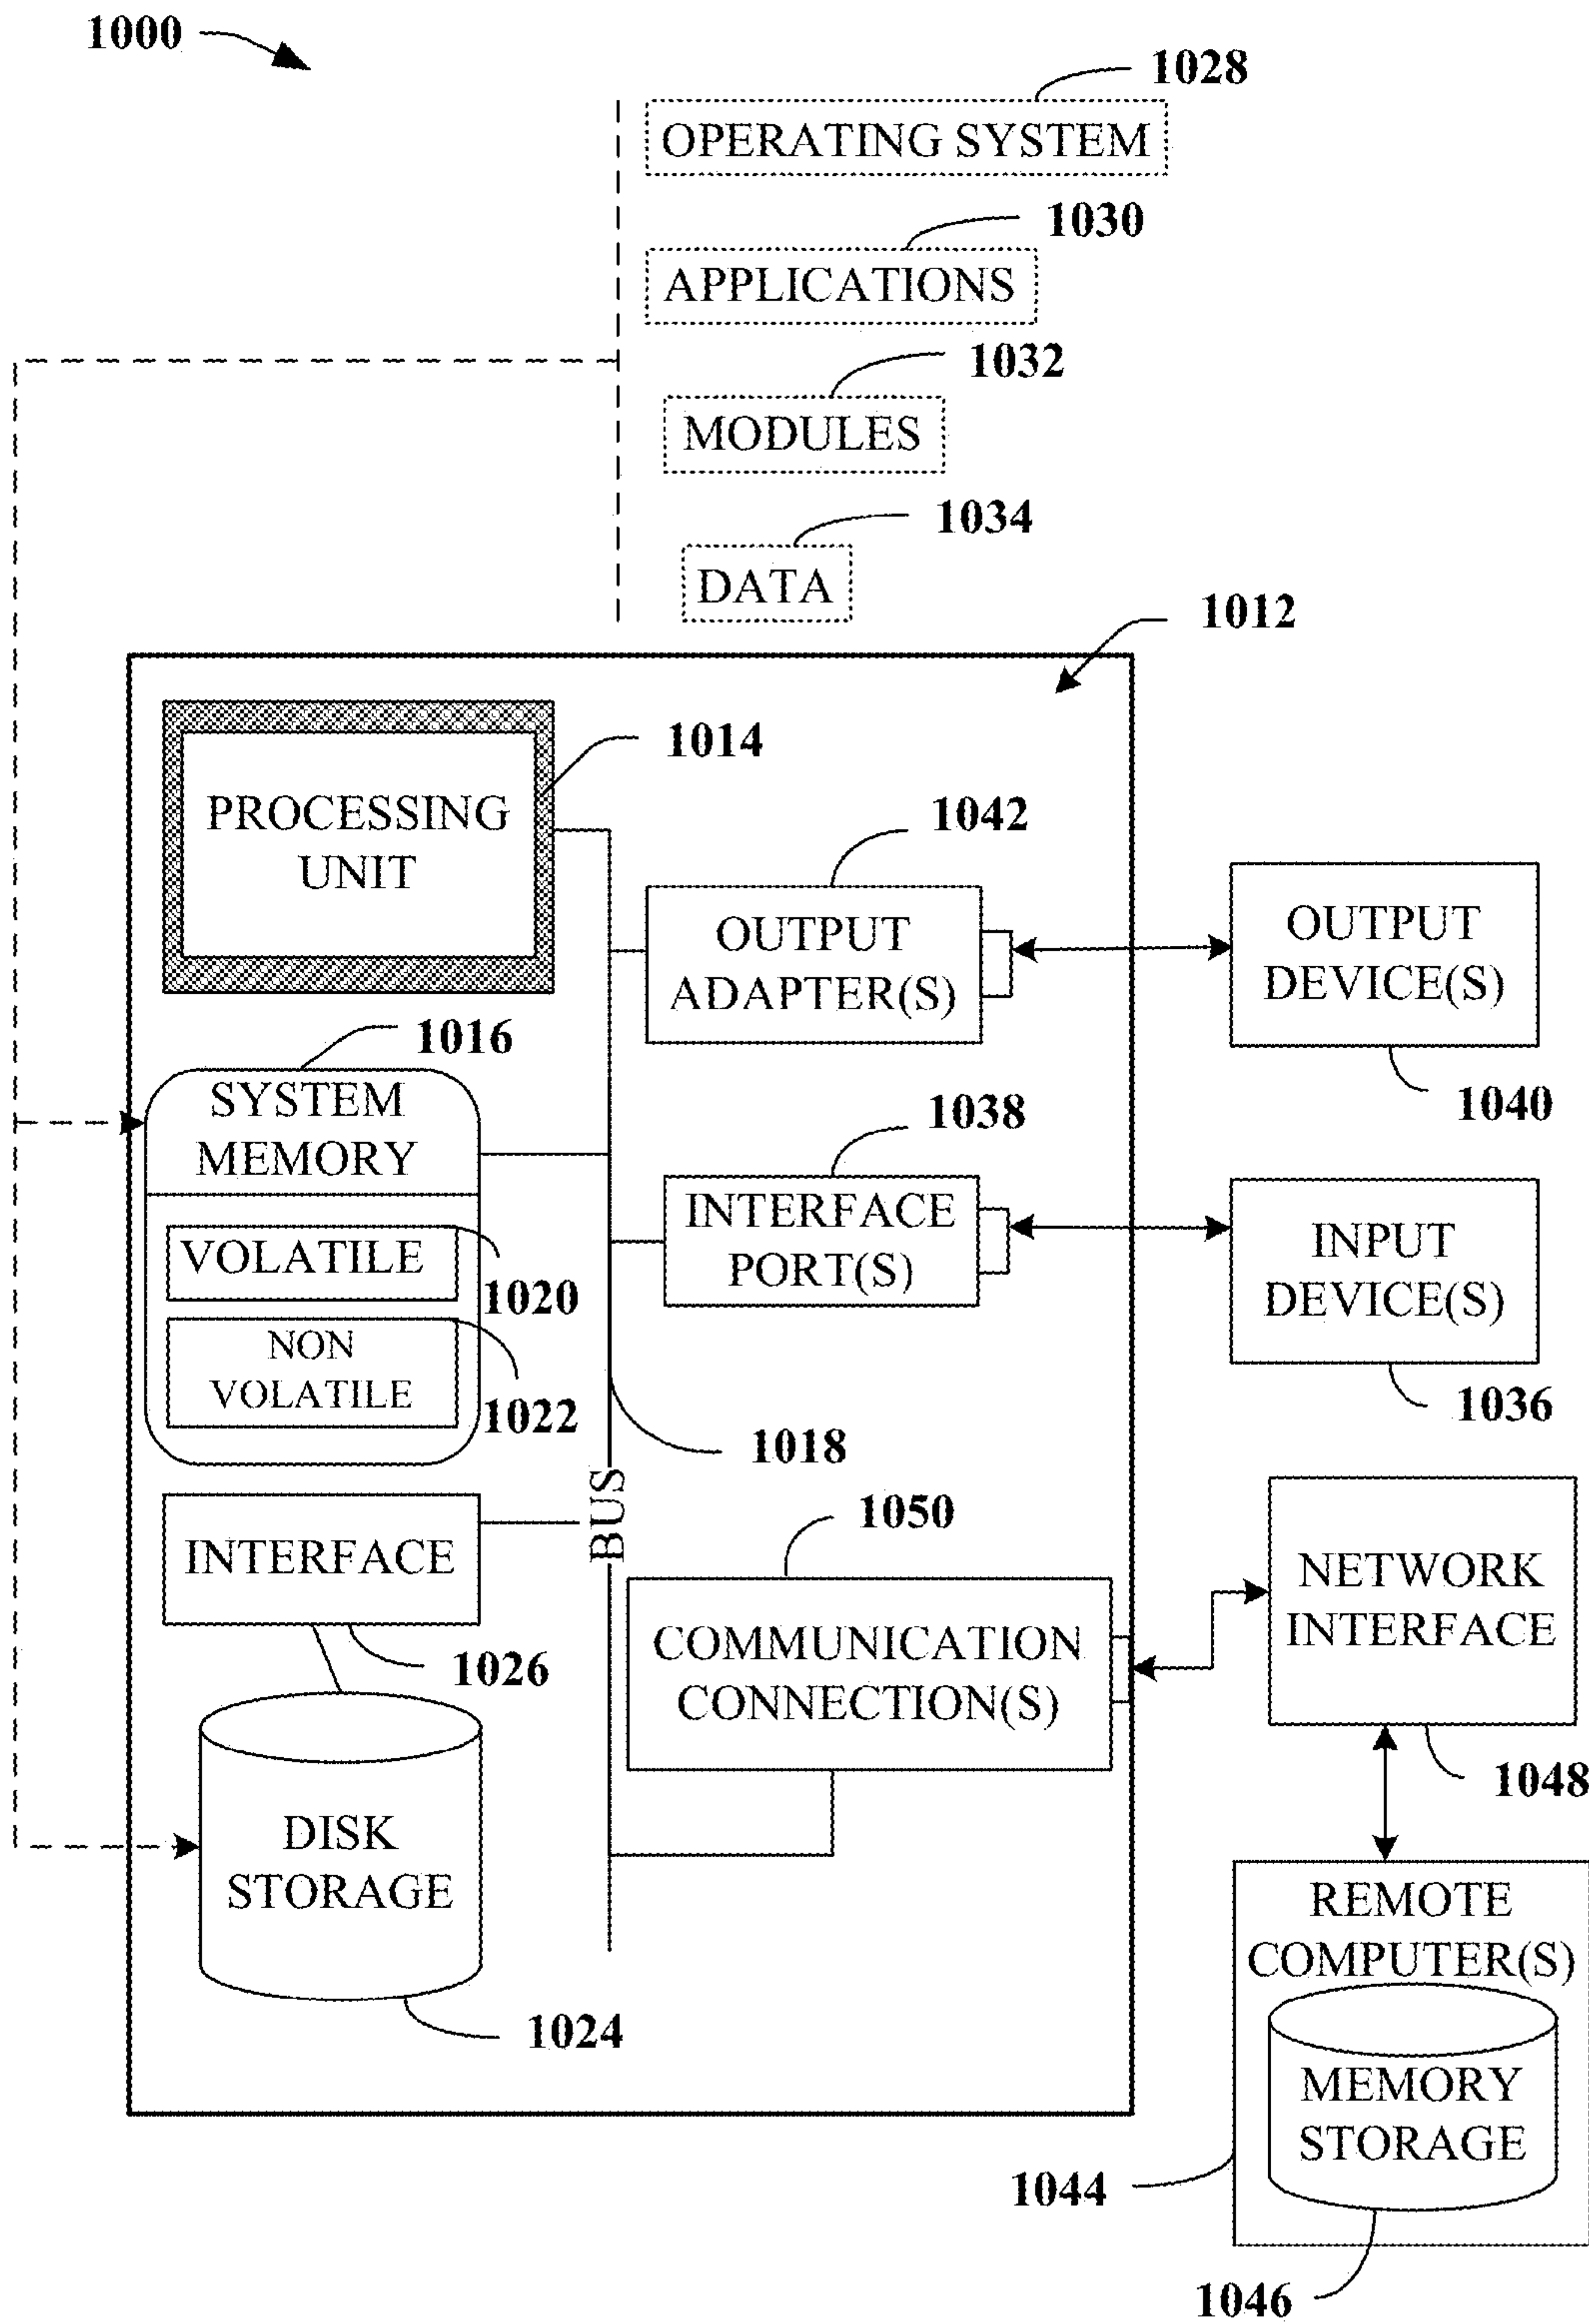 1000
1028
OPERATING SYSTEM
1030
APPLICATIONS
1032
MODULES
1034
DATA
1012
PROCESSING
UNIT
1014
1042
OUTPUT
ADAPTER(S)
OUTPUT
DEVICE(S)
1040
1016
SYSTEM
MEMORY
VOLATILE
1020
NON
VOLATILE
1022
1038
INTERFACE
PORT(S)
INPUT
DEVICE(S)
1036
1018
BUS
INTERFACE
1026
1050
COMMUNICATION
CONNECTION(S)
NETWORK
INTERFACE
1048
DISK
STORAGE
1024
REMOTE
COMPUTER(S)
MEMORY
STORAGE
1044
1046